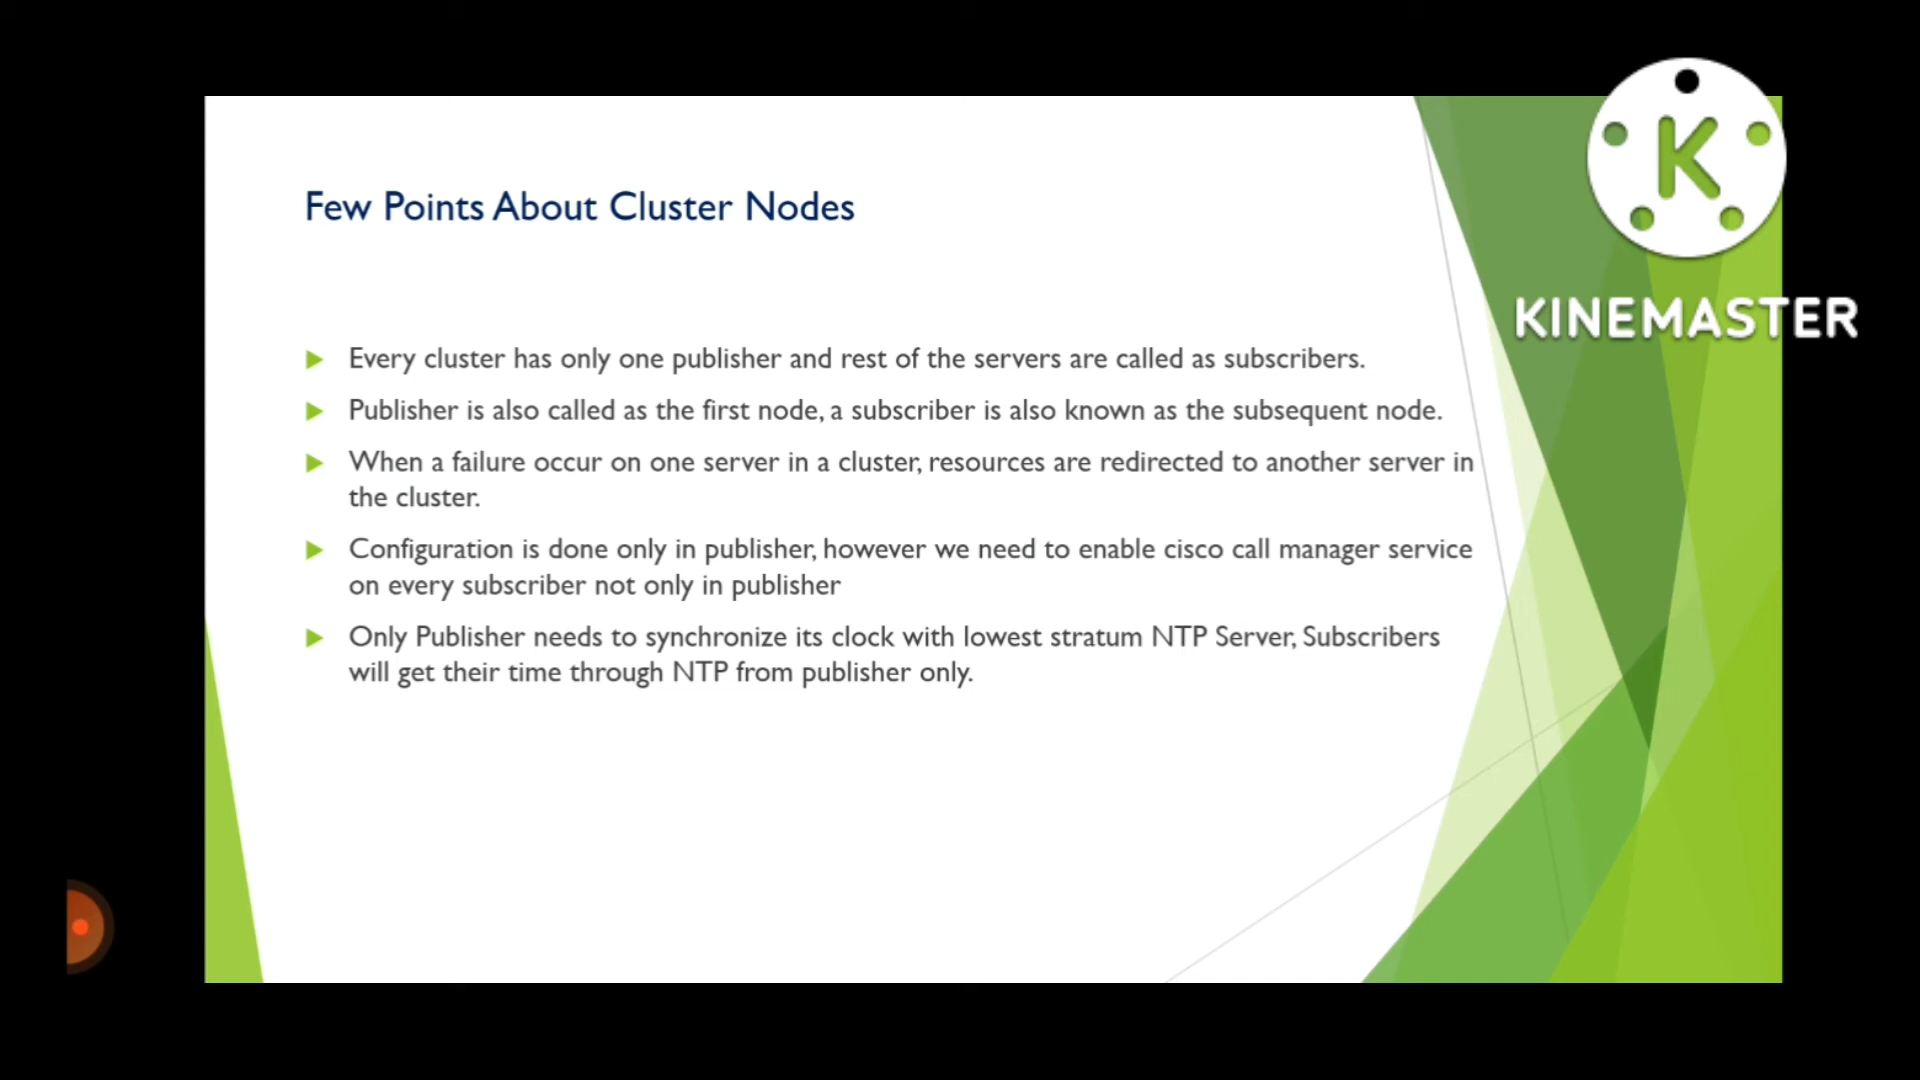 K
KINEMASTER
Few Points About Cluster Nodes
Every cluster has only one publisher and rest of the servers are called as subscribers.
Publisher is also called as the first node, a subscriber is also known as the subsequent node.
When a failure occur on one server in a cluster, resources are redirected to another server in
the cluster.
Configuration is done only in publisher, however we need to enable cisco call manager service
on every subscriber not only in publisher
Only Publisher needs to synchronize its clock with lowest stratum NTP Server, Subscribers
will get their time through NTP from publisher only.